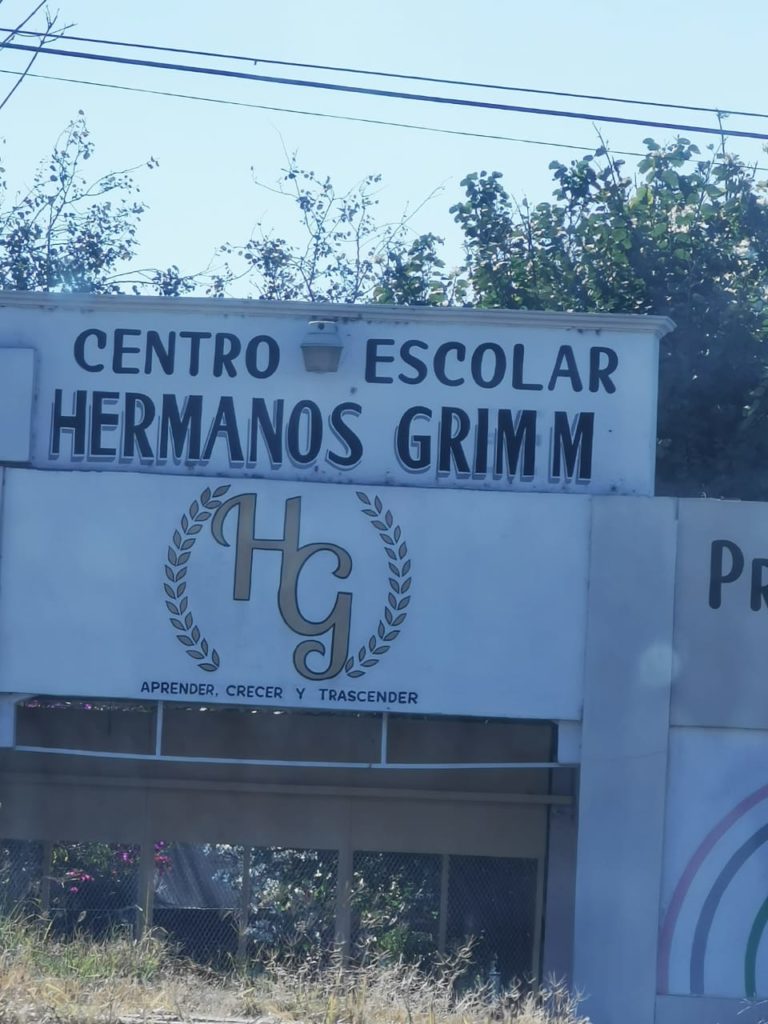 CENTRO ESCOLAR
HERMANOS GRIMM
HG
APRENDER, CRECER Y TRASCENDER